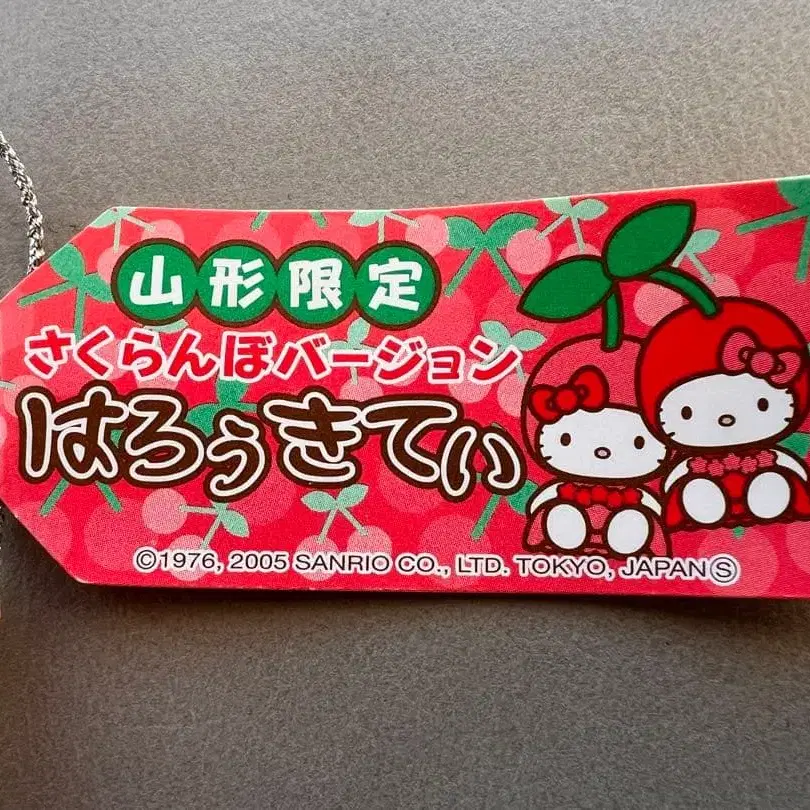 山形限定
さくらんぼバージョン
はろぅきてぃ
©1976, 2005 SANRIO CO., LTD. TOKYO, JAPANⓈ